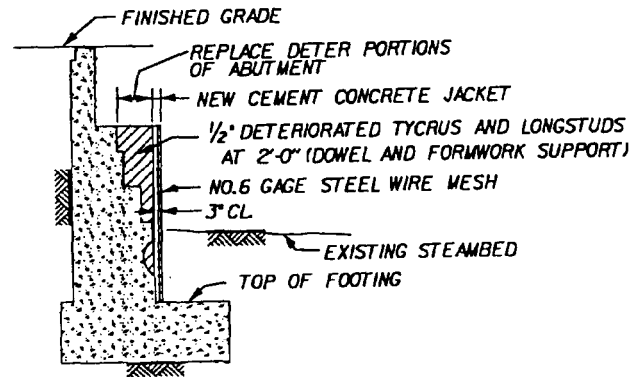 FINISHED GRADE
REPLACE DETER PORTIONS
OF ABUTMENT
NEW CEMENT CONCRETE JACKET
1/2" DETERIORATED TYCRUS AND LONGSTUDS
AT 2'-0" (DOWEL AND FORMWORK SUPPORT)
NO.6 GAGE STEEL WIRE MESH
3" CL.
EXISTING STEAMBED
TOP OF FOOTING